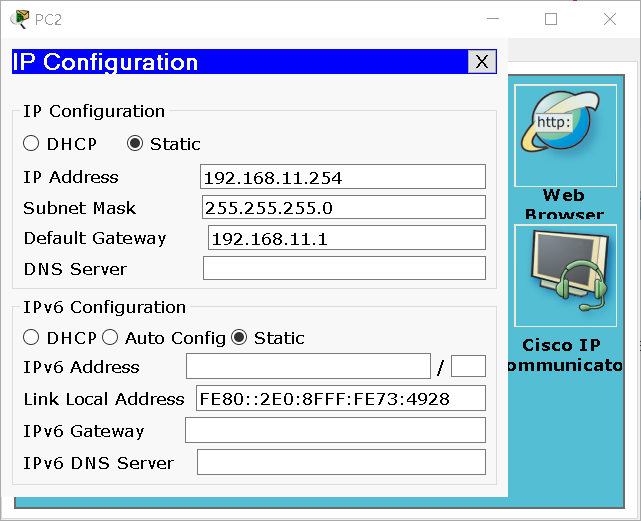 PC2
IP Configuration X
IP Configuration
DHCP Static
IP Address 192.168.11.254
Subnet Mask 255.255.255.0
Default Gateway 192.168.11.1
DNS Server
IPv6 Configuration
DHCP Auto Config Static
IPv6 Address /
Link Local Address FE80::2E0:8FFF:FE73:4928
IPv6 Gateway
IPv6 DNS Server
http:
Web
Browser
Cisco IP
ommunicato